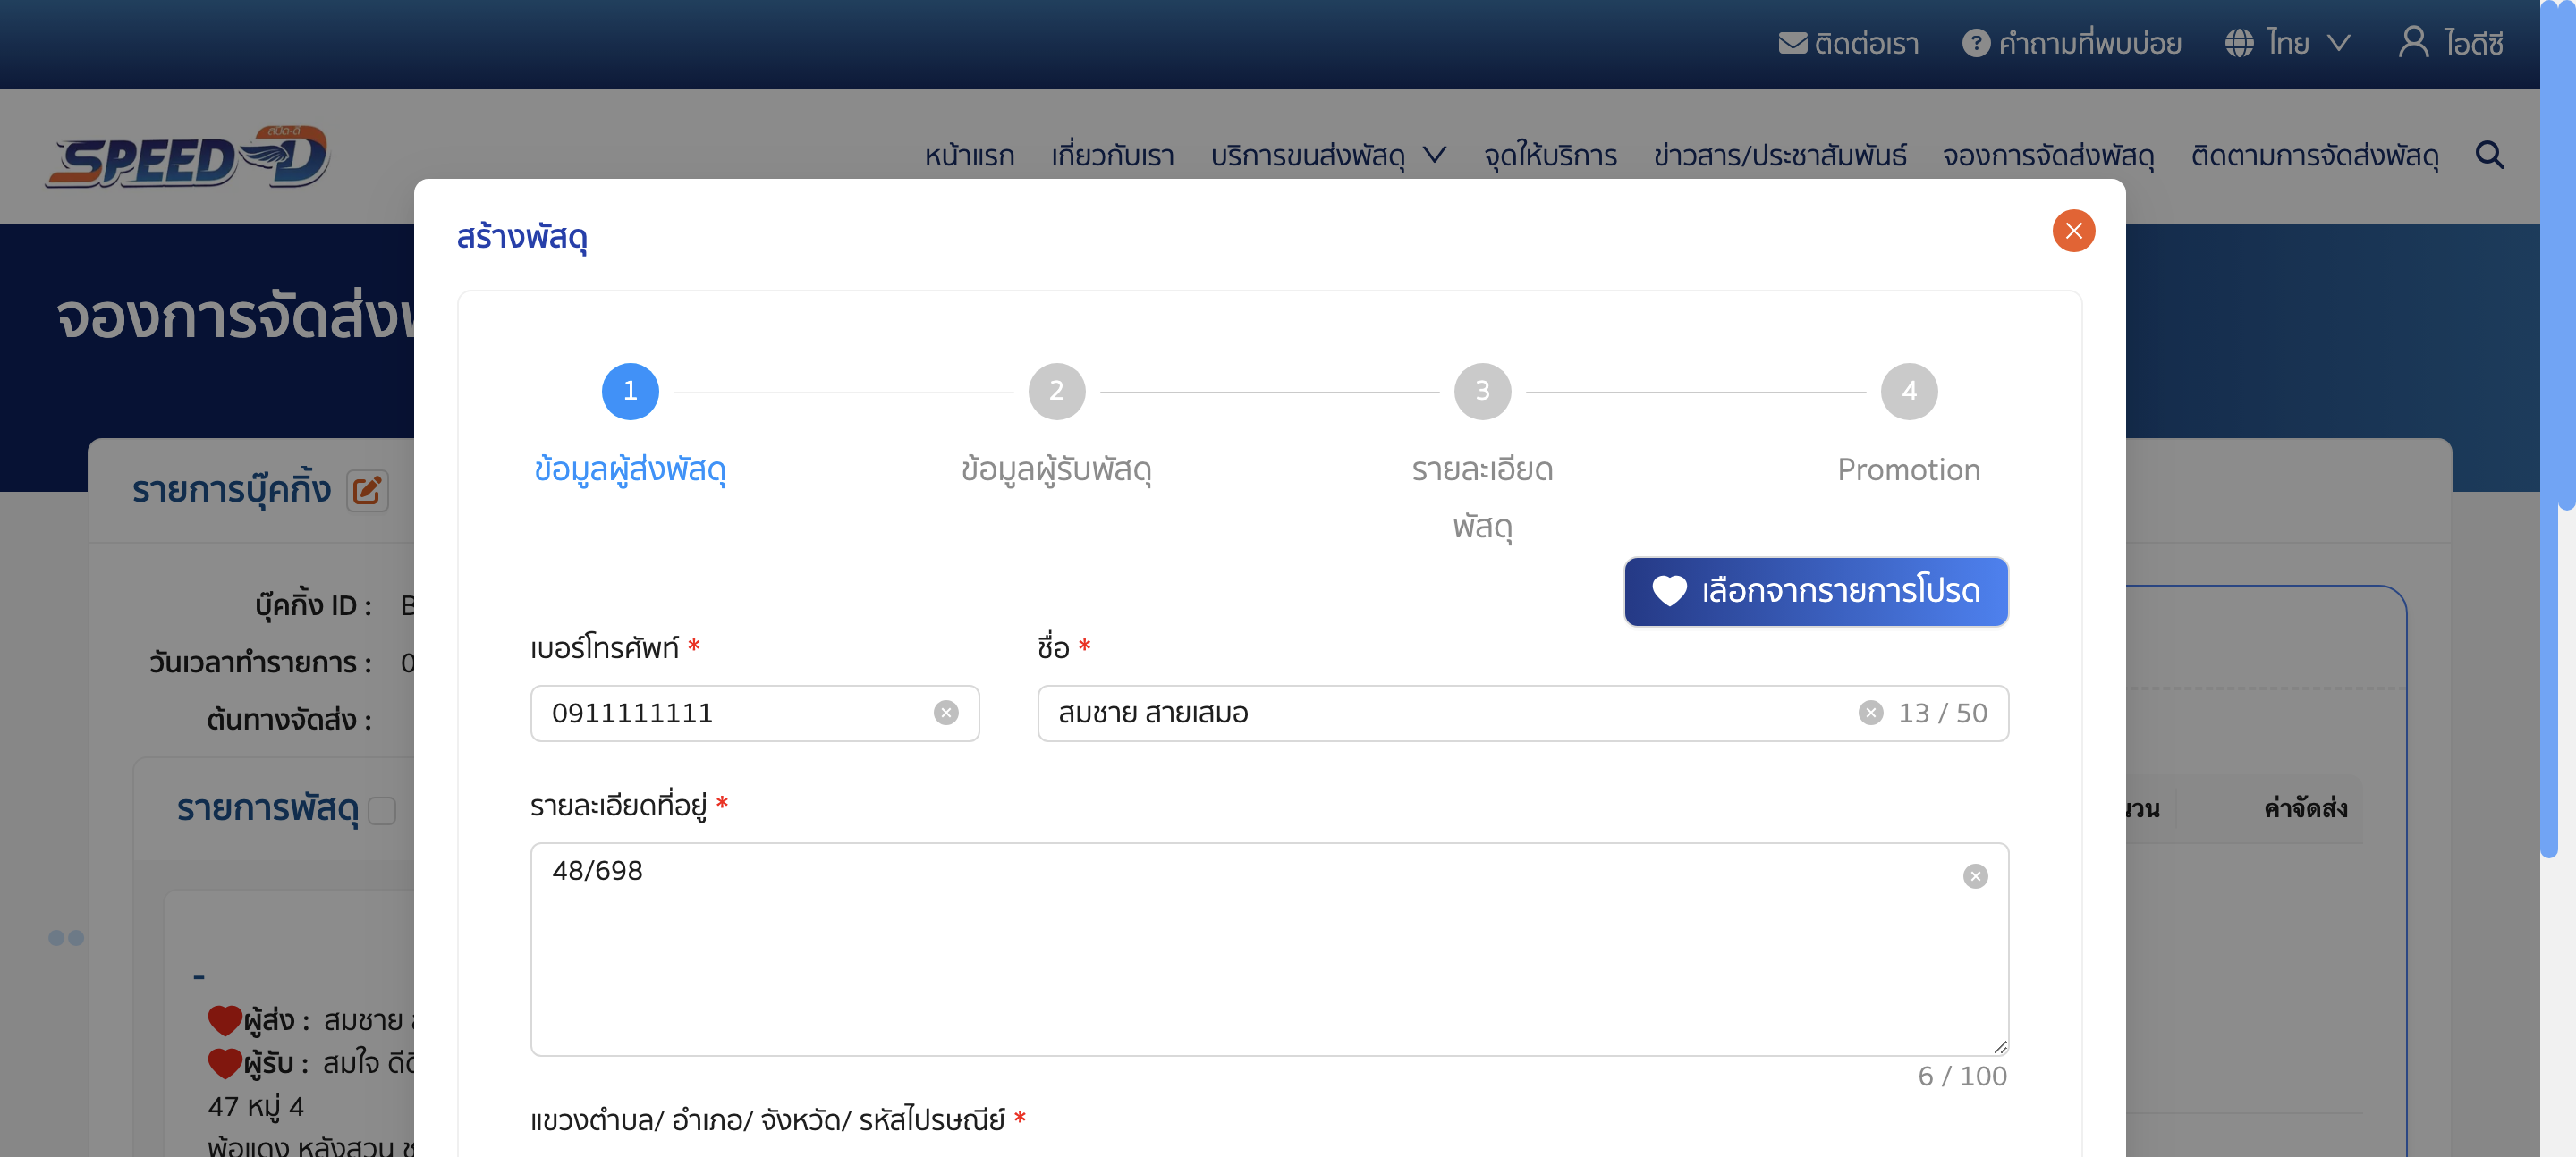 ติดต่อเรา คำถามที่พบบ่อย ไทย ไอดีซี
สปีด-ดี
SPEED-D
หน้าแรก เกี่ยวกับเรา บริการขนส่งพัสดุ จุดให้บริการ ข่าวสาร/ประชาสัมพันธ์ จองการจัดส่งพัสดุ ติดตามการจัดส่งพัสดุ
จองการจัดส่งพ
สร้างพัสดุ
1 2 3 4
ข้อมูลผู้ส่งพัสดุ ข้อมูลผู้รับพัสดุ รายละเอียด Promotion
พัสดุ
เลือกจากรายการโปรด
เบอร์โทรศัพท์ * ชื่อ *
0911111111 สมชาย สายเสมอ 13 / 50
รายละเอียดที่อยู่ *
48/698
6 / 100
แขวงตำบล/ อำเภอ/ จังหวัด/ รหัสไปรษณีย์ *
รายการบุ๊คกิ้ง
บุ๊คกิ้ง ID : B
วันเวลาทำรายการ : 0
ต้นทางจัดส่ง :
รายการพัสดุ
นวน ค่าจัดส่ง
-
ผู้ส่ง : สมชาย ส
ผู้รับ : สมใจ ดี
47 หมู่ 4
พ้อแดง หลังสวน ช